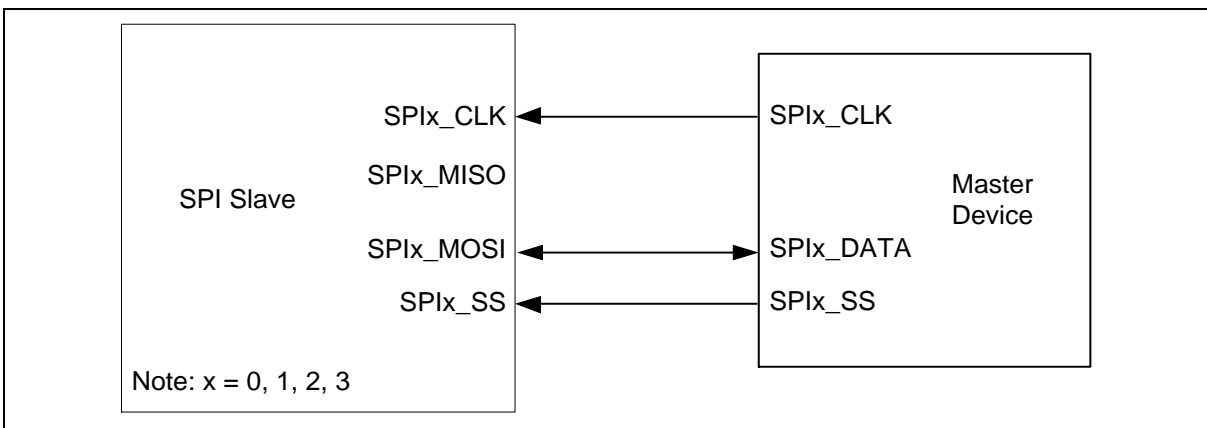 SPI Slave
SPIx_CLK
SPIx_MISO
SPIx_MOSI
SPIx_SS
Note: x = 0, 1, 2, 3
SPIx_CLK
Master
Device
SPIx_DATA
SPIx_SS